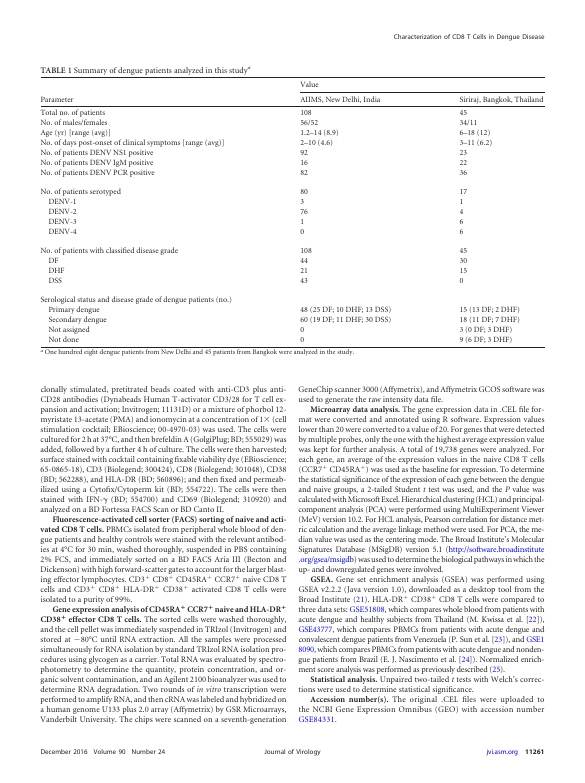 Characterization of CD8 T Cells in Dengue Disease
TABLE 1 Summary of dengue patients analyzed in this studyᵃ
Value
Parameter AIIMS, New Delhi, India Siriraj, Bangkok, Thailand
Total no. of patients 108 45
No. of males/females 56/52 34/11
Age (yr) [range (avg)] 1.2–14 (8.9) 6–18 (12)
No. of days post-onset of clinical symptoms [range (avg)] 2–10 (4.6) 3–11 (6.2)
No. of patients DENV NS1 positive 92 23
No. of patients DENV IgM positive 16 22
No. of patients DENV PCR positive 82 36
No. of patients serotyped 80 17
DENV-1 3 1
DENV-2 76 4
DENV-3 1 6
DENV-4 0 6
No. of patients with classified disease grade 108 45
DF 44 30
DHF 21 15
DSS 43 0
Serological status and disease grade of dengue patients (no.)
Primary dengue 48 (25 DF; 10 DHF; 13 DSS) 15 (13 DF; 2 DHF)
Secondary dengue 60 (19 DF; 11 DHF; 30 DSS) 18 (11 DF; 7 DHF)
Not assigned 0 3 (0 DF; 3 DHF)
Not done 0 9 (6 DF; 3 DHF)
ᵃ One hundred eight dengue patients from New Delhi and 45 patients from Bangkok were analyzed in the study.
clonally stimulated, pretitrated beads coated with anti-CD3 plus anti-
CD28 antibodies (Dynabeads Human T-activator CD3/28 for T cell ex-
pansion and activation; Invitrogen; 11131D) or a mixture of phorbol 12-
myristate 13-acetate (PMA) and ionomycin at a concentration of 1× (cell
stimulation cocktail; EBioscience; 00-4970-03) was used. The cells were
cultured for 2 h at 37°C, and then brefeldin A (GolgiPlug; BD; 555029) was
added, followed by a further 4 h of culture. The cells were then harvested;
surface stained with cocktail containing fixable viability dye (EBioscience;
65-0865-18), CD3 (Biolegend; 300424), CD8 (Biolegend; 301048), CD38
(BD; 562288), and HLA-DR (BD; 560896); and then fixed and permeab-
ilized using a Cytofix/Cytoperm kit (BD; 554722). The cells were then
stained with IFN-γ (BD; 554700) and CD69 (Biolegend; 310920) and
analyzed on a BD Fortessa FACS Scan or BD Canto II.
Fluorescence-activated cell sorter (FACS) sorting of naive and acti-
vated CD8 T cells. PBMCs isolated from peripheral whole blood of den-
gue patients and healthy controls were stained with the relevant antibod-
ies at 4°C for 30 min, washed thoroughly, suspended in PBS containing
2% FCS, and immediately sorted on a BD FACS Aria III (Becton and
Dickenson) with high forward-scatter gates to account for the larger blast-
ing effector lymphocytes. CD3⁺ CD8⁺ CD45RA⁺ CCR7⁺ naive CD8 T
cells and CD3⁺ CD8⁺ HLA-DR⁺ CD38⁺ activated CD8 T cells were
isolated to a purity of 99%.
Gene expression analysis of CD45RA⁺ CCR7⁺ naive and HLA-DR⁺
CD38⁺ effector CD8 T cells. The sorted cells were washed thoroughly,
and the cell pellet was immediately suspended in TRIzol (Invitrogen) and
stored at −80°C until RNA extraction. All the samples were processed
simultaneously for RNA isolation by standard TRIzol RNA isolation pro-
cedures using glycogen as a carrier. Total RNA was evaluated by spectro-
photometry to determine the quantity, protein concentration, and or-
ganic solvent contamination, and an Agilent 2100 bioanalyzer was used to
determine RNA degradation. Two rounds of in vitro transcription were
performed to amplify RNA, and then cRNA was labeled and hybridized on
a human genome U133 plus 2.0 array (Affymetrix) by GSR Microarrays,
Vanderbilt University. The chips were scanned on a seventh-generation
GeneChip scanner 3000 (Affymetrix), and Affymetrix GCOS software was
used to generate the raw intensity data file.
Microarray data analysis. The gene expression data in .CEL file for-
mat were converted and annotated using R software. Expression values
lower than 20 were converted to a value of 20. For genes that were detected
by multiple probes, only the one with the highest average expression value
was kept for further analysis. A total of 19,738 genes were analyzed. For
each gene, an average of the expression values in the naive CD8 T cells
(CCR7⁺ CD45RA⁺) was used as the baseline for expression. To determine
the statistical significance of the expression of each gene between the dengue
and naive groups, a 2-tailed Student t test was used, and the P value was
calculated with Microsoft Excel. Hierarchical clustering (HCL) and principal-
component analysis (PCA) were performed using MultiExperiment Viewer
(MeV) version 10.2. For HCL analysis, Pearson correlation for distance met-
ric calculation and the average linkage method were used. For PCA, the me-
dian value was used as the centering mode. The Broad Institute's Molecular
Signatures Database (MSigDB) version 5.1 (http://software.broadinstitute
.org/gsea/msigdb) was used to determine the biological pathways in which the
up- and downregulated genes were involved.
GSEA. Gene set enrichment analysis (GSEA) was performed using
GSEA v2.2.2 (Java version 1.0), downloaded as a desktop tool from the
Broad Institute (21). HLA-DR⁺ CD38⁺ CD8 T cells were compared to
three data sets: GSE51808, which compares whole blood from patients with
acute dengue and healthy subjects from Thailand (M. Kwissa et al. [22]),
GSE43777, which compares PBMCs from patients with acute dengue and
convalescent dengue patients from Venezuela (P. Sun et al. [23]), and GSE1
8090, which compares PBMCs from patients with acute dengue and nonden-
gue patients from Brazil (E. J. Nascimento et al. [24]). Normalized enrich-
ment score analysis was performed as previously described (25).
Statistical analysis. Unpaired two-tailed t tests with Welch's correc-
tions were used to determine statistical significance.
Accession number(s). The original .CEL files were uploaded to
the NCBI Gene Expression Omnibus (GEO) with accession number
GSE84331.
December 2016 Volume 90 Number 24 Journal of Virology jvi.asm.org 11261